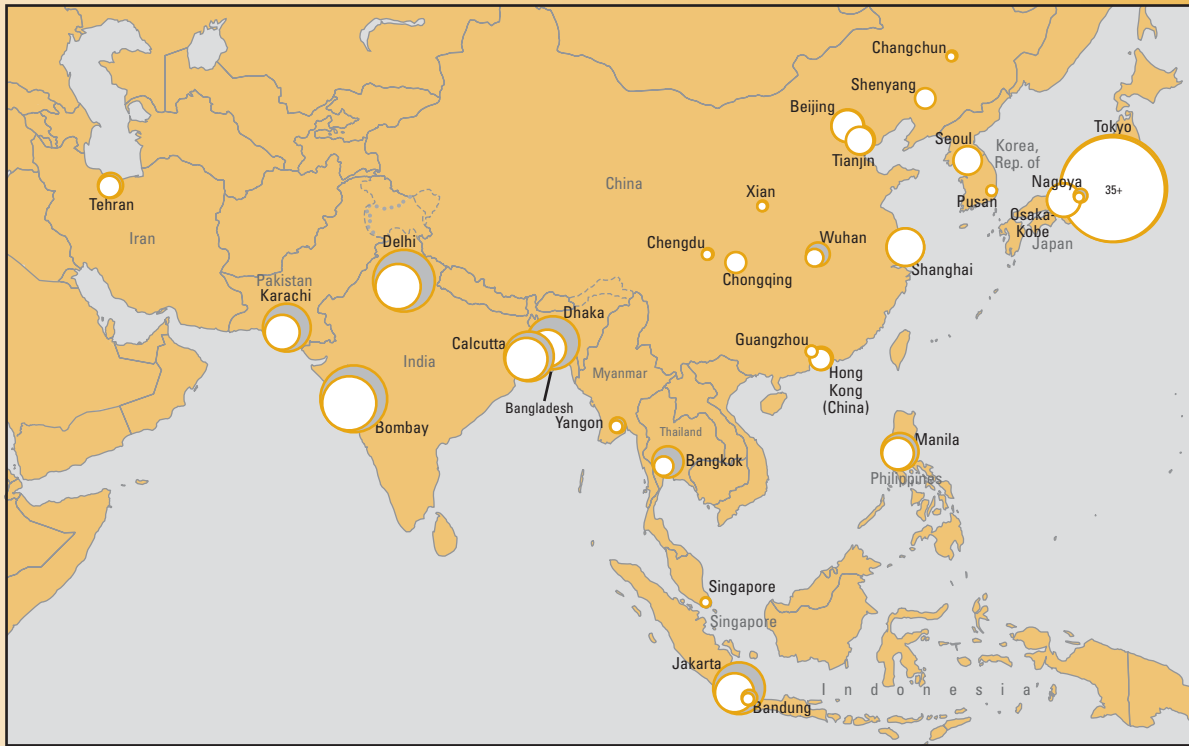 Changchun
Shenyang
Beijing
Tianjin
Seoul
Korea,
Rep. of
Tokyo
35+
Nagoya
Pusan
Osaka-
Kobe
Japan
China
Xian
Tehran
Iran
Delhi
Chengdu
Chongqing
Wuhan
Shanghai
Pakistan
Karachi
Dhaka
Calcutta
India
Guangzhou
Hong
Kong
(China)
Myanmar
Bangladesh
Yangon
Bombay
Thailand
Bangkok
Manila
Philippines
Singapore
Singapore
Jakarta
Indonesia'
Bandung